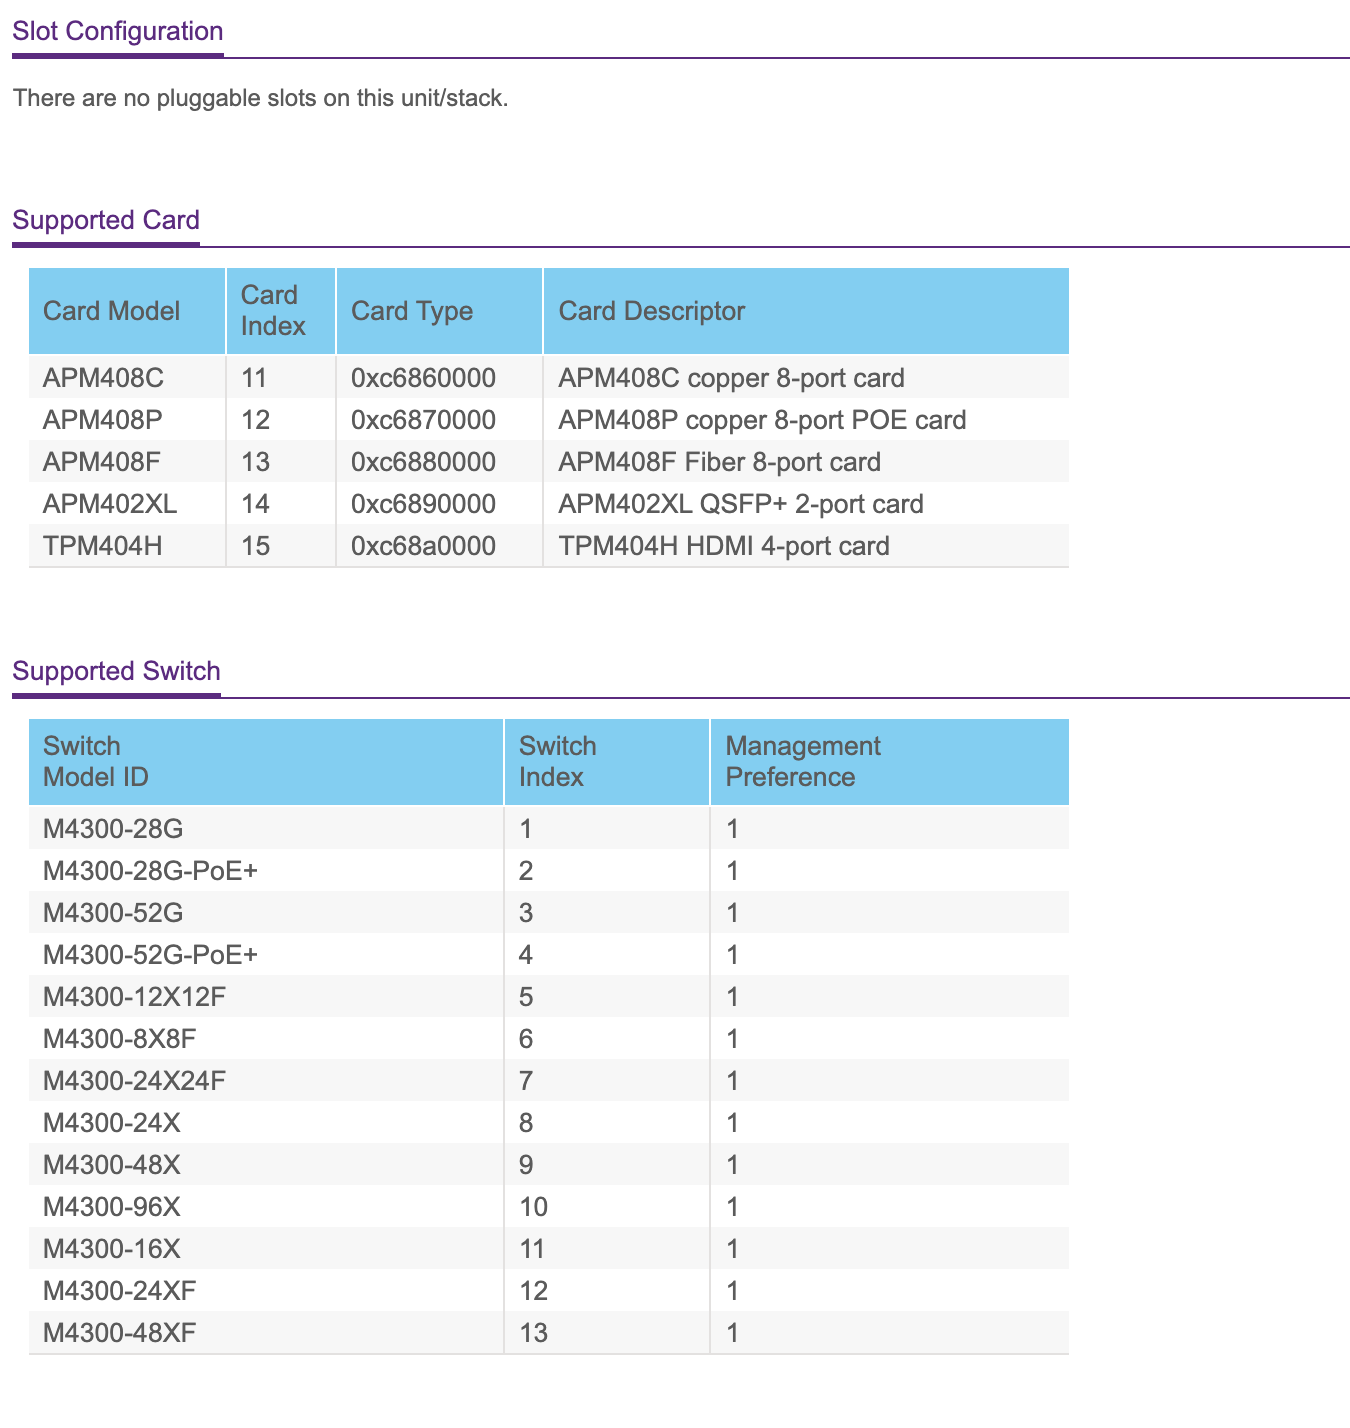 Slot Configuration
There are no pluggable slots on this unit/stack.
Supported Card
Card Model Card Index Card Type Card Descriptor
APM408C 11 0xc6860000 APM408C copper 8-port card
APM408P 12 0xc6870000 APM408P copper 8-port POE card
APM408F 13 0xc6880000 APM408F Fiber 8-port card
APM402XL 14 0xc6890000 APM402XL QSFP+ 2-port card
TPM404H 15 0xc68a0000 TPM404H HDMI 4-port card
Supported Switch
Switch Model ID Switch Index Management Preference
M4300-28G 1 1
M4300-28G-PoE+ 2 1
M4300-52G 3 1
M4300-52G-PoE+ 4 1
M4300-12X12F 5 1
M4300-8X8F 6 1
M4300-24X24F 7 1
M4300-24X 8 1
M4300-48X 9 1
M4300-96X 10 1
M4300-16X 11 1
M4300-24XF 12 1
M4300-48XF 13 1